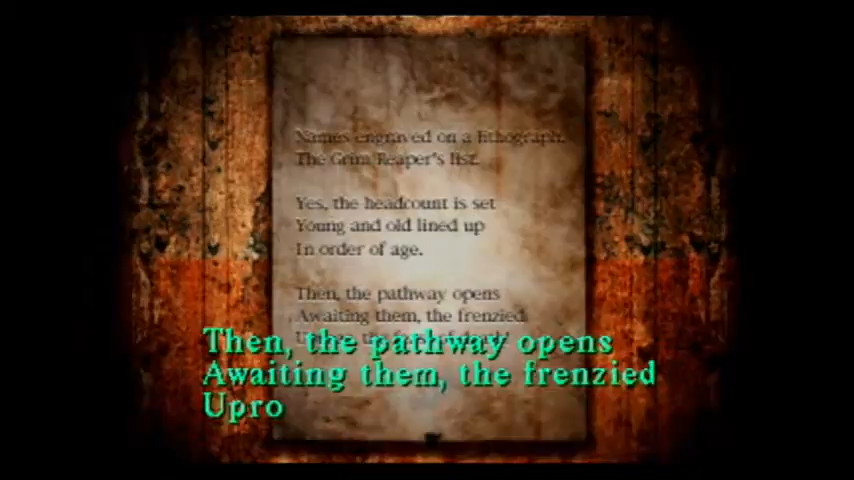 Names engraved on a lithograph.
The Grim Reaper's list.
Yes, the headcount is set
Young and old lined up
In order of age.
Then, the pathway opens
Awaiting them, the frenzied
Then, the pathway opens
Awaiting them, the frenzied
Upro